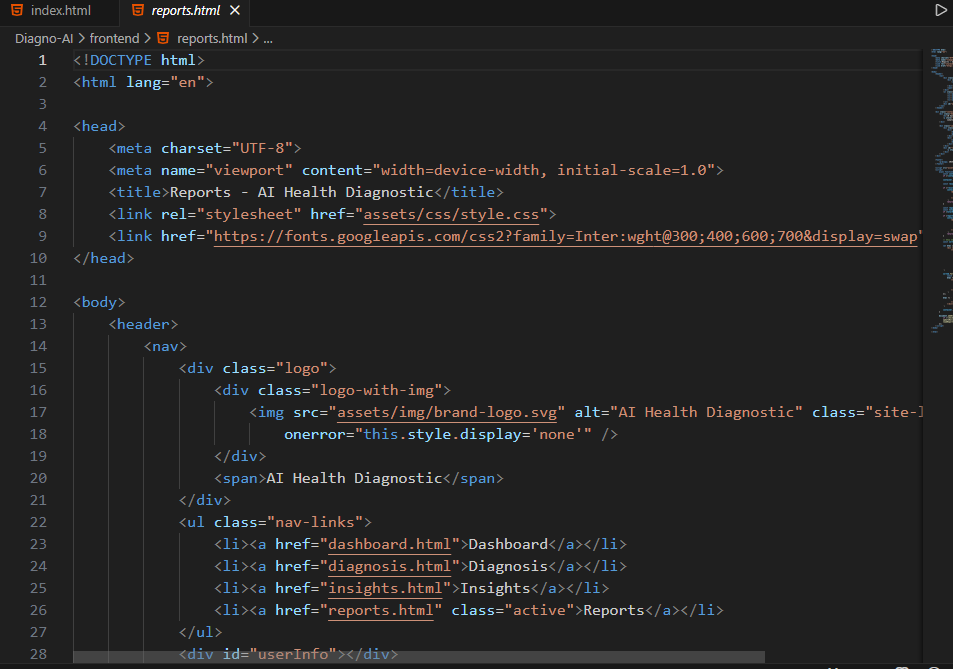 index.html reports.html
Diagno-AI > frontend > reports.html > ...
1 <!DOCTYPE html>
2 <html lang="en">
3
4 <head>
5 <meta charset="UTF-8">
6 <meta name="viewport" content="width=device-width, initial-scale=1.0">
7 <title>Reports - AI Health Diagnostic</title>
8 <link rel="stylesheet" href="assets/css/style.css">
9 <link href="https://fonts.googleapis.com/css2?family=Inter:wght@300;400;600;700&display=swap"
10 </head>
11
12 <body>
13 <header>
14 <nav>
15 <div class="logo">
16 <div class="logo-with-img">
17 <img src="assets/img/brand-logo.svg" alt="AI Health Diagnostic" class="site-l
18 onerror="this.style.display='none'" />
19 </div>
20 <span>AI Health Diagnostic</span>
21 </div>
22 <ul class="nav-links">
23 <li><a href="dashboard.html">Dashboard</a></li>
24 <li><a href="diagnosis.html">Diagnosis</a></li>
25 <li><a href="insights.html">Insights</a></li>
26 <li><a href="reports.html" class="active">Reports</a></li>
27 </ul>
28 <div id="userInfo"></div>